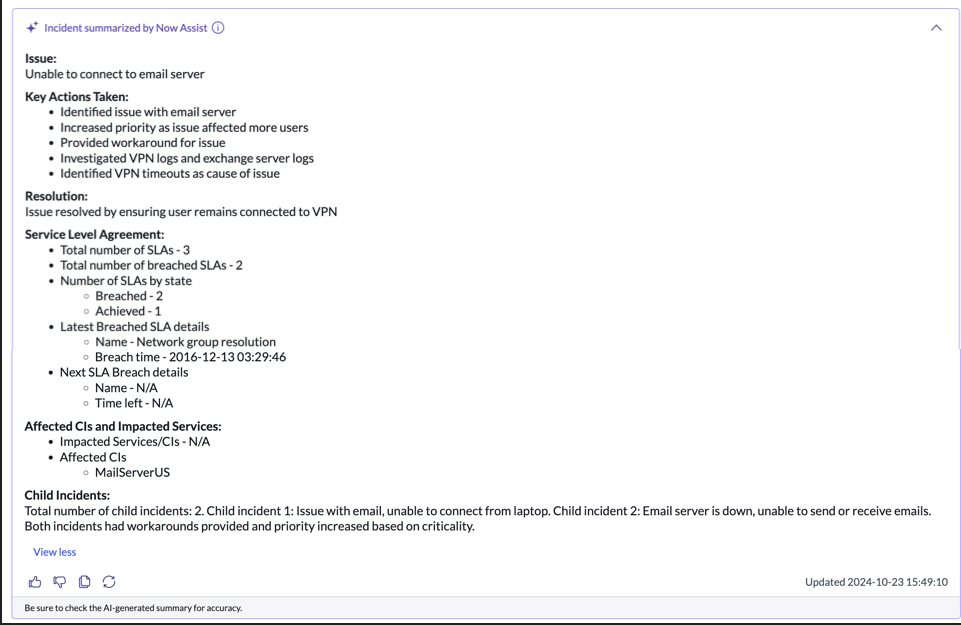 Incident summarized by Now Assist
Issue:
Unable to connect to email server
Key Actions Taken:
• Identified issue with email server
• Increased priority as issue affected more users
• Provided workaround for issue
• Investigated VPN logs and exchange server logs
• Identified VPN timeouts as cause of issue
Resolution:
Issue resolved by ensuring user remains connected to VPN
Service Level Agreement:
• Total number of SLAs - 3
• Total number of breached SLAs - 2
• Number of SLAs by state
◦ Breached - 2
◦ Achieved - 1
• Latest Breached SLA details
◦ Name - Network group resolution
◦ Breach time - 2016-12-13 03:29:46
• Next SLA Breach details
◦ Name - N/A
◦ Time left - N/A
Affected CIs and Impacted Services:
• Impacted Services/CIs - N/A
• Affected CIs
◦ MailServerUS
Child Incidents:
Total number of child incidents: 2. Child incident 1: Issue with email, unable to connect from laptop. Child incident 2: Email server is down, unable to send or receive emails.
Both incidents had workarounds provided and priority increased based on criticality.
View less
Updated 2024-10-23 15:49:10
Be sure to check the AI-generated summary for accuracy.